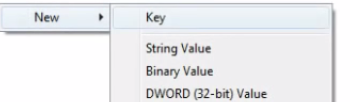 New
Key
String Value
Binary Value
DWORD (32-bit) Value